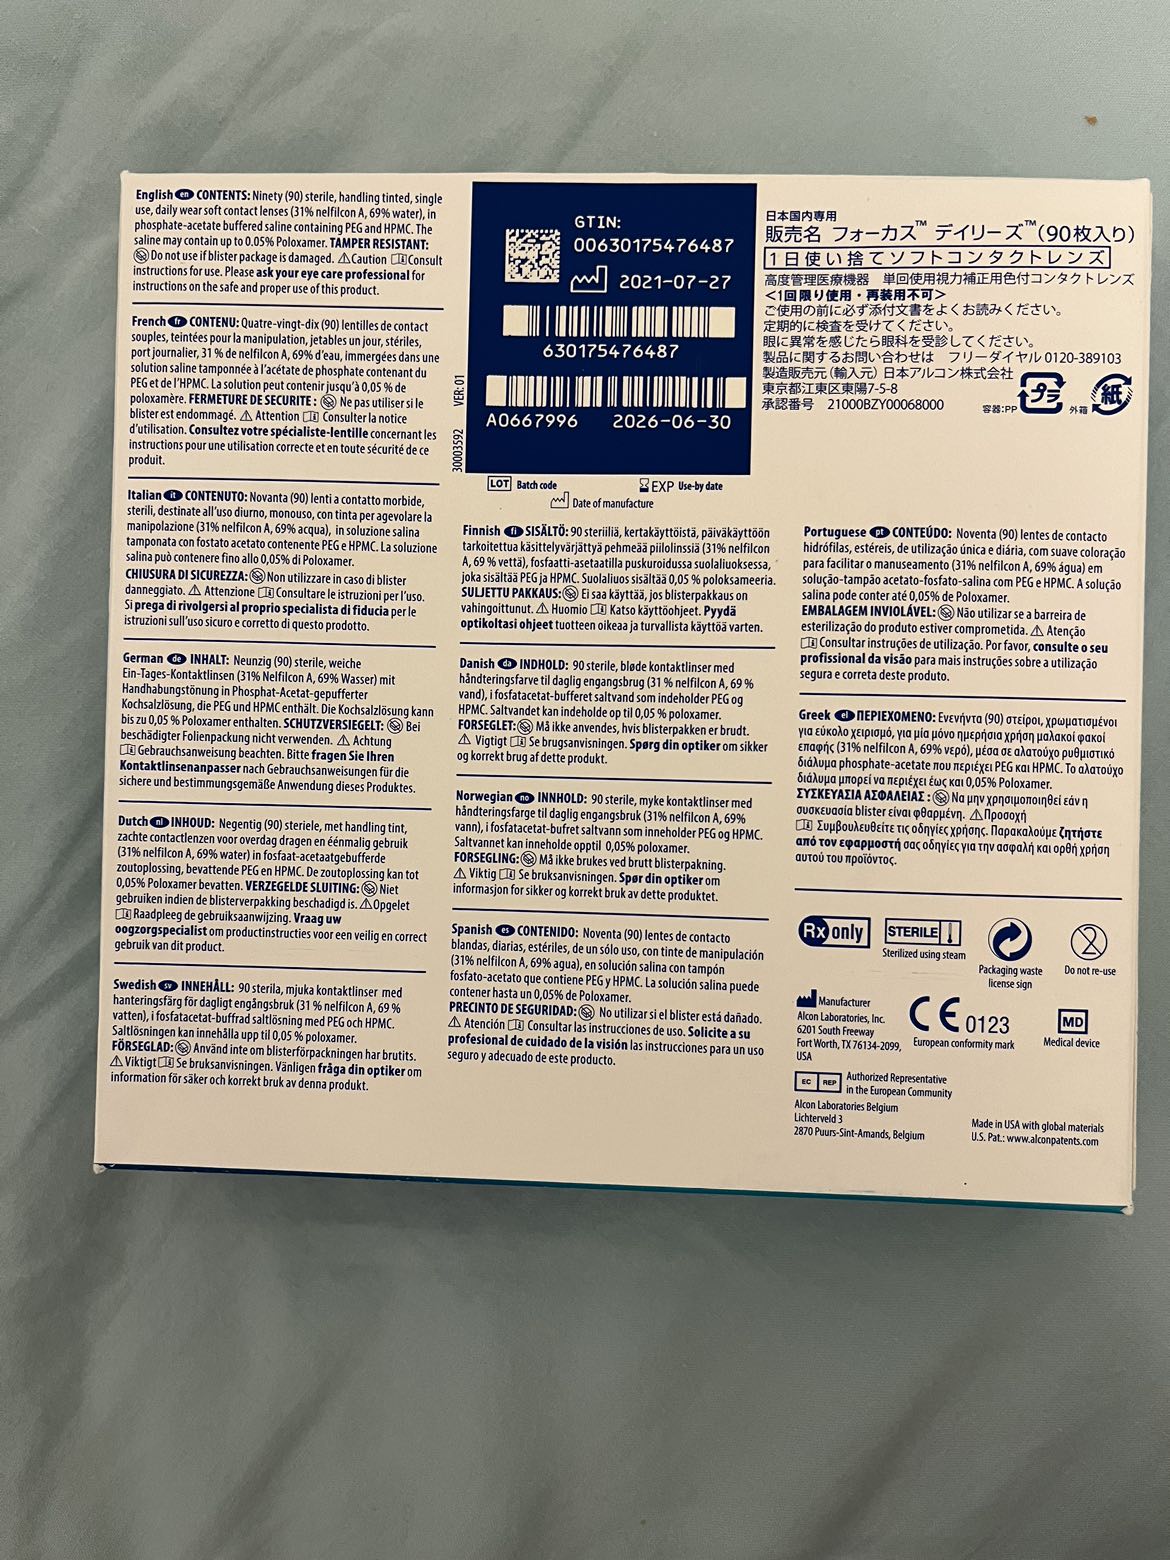 English en CONTENTS: Ninety (90) sterile, handling tinted, single
use, daily wear soft contact lenses (31% nelfilcon A, 69% water), in
phosphate-acetate buffered saline containing PEG and HPMC. The
saline may contain up to 0.05% Poloxamer. TAMPER RESISTANT:
Do not use if blister package is damaged. Caution Consult
instructions for use. Please ask your eye care professional for
instructions on the safe and proper use of this product.
French fr CONTENU: Quatre-vingt-dix (90) lentilles de contact
souples, teintées pour la manipulation, jetables un jour, stériles,
port journalier, 31 % de nelfilcon A, 69% d'eau, immergées dans une
solution saline tamponnée à l'acétate de phosphate contenant du
PEG et de l'HPMC. La solution peut contenir jusqu'à 0,05 % de
poloxamère. FERMETURE DE SECURITE : Ne pas utiliser si le
blister est endommagé. Attention Consulter la notice
d'utilisation. Consultez votre spécialiste-lentille concernant les
instructions pour une utilisation correcte et en toute sécurité de ce
produit.
Italian it CONTENUTO: Novanta (90) lenti a contatto morbide,
sterili, destinate all'uso diurno, monouso, con tinta per agevolare la
manipolazione (31% nelfilcon A, 69% acqua), in soluzione salina
tamponata con fosfato acetato contenente PEG e HPMC. La soluzione
salina può contenere fino allo 0,05% di Poloxamer.
CHIUSURA DI SICUREZZA: Non utilizzare in caso di blister
danneggiato. Attenzione Consultare le istruzioni per l'uso.
Si prega di rivolgersi al proprio specialista di fiducia per le
istruzioni sull'uso sicuro e corretto di questo prodotto.
German de INHALT: Neunzig (90) sterile, weiche
Ein-Tages-Kontaktlinsen (31% Nelfilcon A, 69% Wasser) mit
Handhabungstönung in Phosphat-Acetat-gepufferter
Kochsalzlösung, die PEG und HPMC enthält. Die Kochsalzlösung kann
bis zu 0,05 % Poloxamer enthalten. SCHUTZVERSIEGELT: Bei
beschädigter Folienpackung nicht verwenden. Achtung
Gebrauchsanweisung beachten. Bitte fragen Sie Ihren
Kontaktlinsenanpasser nach Gebrauchsanweisungen für die
sichere und bestimmungsgemäße Anwendung dieses Produktes.
Dutch nl INHOUD: Negentig (90) steriele, met handling tint,
zachte contactlenzen voor overdag dragen en éénmalig gebruik
(31% nelfilcon A, 69% water) in fosfaat-acetaatgebufferde
zoutoplossing, bevattende PEG en HPMC. De zoutoplossing kan tot
0,05% Poloxamer bevatten. VERZEGELDE SLUITING: Niet
gebruiken indien de blisterverpakking beschadigd is. Opgelet
Raadpleeg de gebruiksaanwijzing. Vraag uw
oogzorgspecialist om productinstructies voor een veilig en correct
gebruik van dit product.
Swedish sv INNEHÅLL: 90 sterila, mjuka kontaktlinser med
hanteringsfärg för dagligt engångsbruk (31 % nelfilcon A, 69 %
vatten), i fosfatacetat-buffrad saltlösning med PEG och HPMC.
Saltlösningen kan innehålla upp til 0,05 % poloxamer.
FÖRSEGLAD: Använd inte om blisterförpackningen har brutits.
Viktigt Se bruksanvisningen. Vänligen fråga din optiker om
information för säker och korrekt bruk av denna produkt.
GTIN:
00630175476487
2021-07-27
630175476487
A0667996 2026-06-30
30003592 VER: 01
LOT Batch code EXP Use-by date
Date of manufacture
Finnish fi SISÄLTÖ: 90 steriiliä, kertakäyttöistä, päiväkäyttöön
tarkoitettua käsittelyvärjättyä pehmeää piilolinssiä (31% nelfilcon
A, 69 % vettä), fosfaatti-asetaatilla puskuroidussa suolaliuoksessa,
joka sisältää PEG ja HPMC. Suolaliuos sisältää 0,05 % poloksameeria.
SULJETTU PAKKAUS: Ei saa käyttää, jos blisterpakkaus on
vahingoittunut. Huomio Katso käyttöohjeet. Pyydä
optikoltasi ohjeet tuotteen oikeaa ja turvallista käyttöä varten.
Danish da INDHOLD: 90 sterile, bløde kontaktlinser med
håndteringsfarve til daglig engangsbrug (31 % nelfilcon A, 69 %
vand), i fosfatacetat-bufferet saltvand som indeholder PEG og
HPMC. Saltvandet kan indeholde op til 0,05 % poloxamer.
FORSEGLET: Må ikke anvendes, hvis blisterpakken er brudt.
Vigtigt Se brugsanvisningen. Spørg din optiker om sikker
og korrekt brug af dette produkt.
Norwegian no INNHOLD: 90 sterile, myke kontaktlinser med
håndteringsfarge til daglig engangsbruk (31% nelfilcon A, 69%
vann), i fosfatacetat-bufret saltvann som inneholder PEG og HPMC.
Saltvannet kan inneholde opptil 0,05% poloxamer.
FORSEGLING: Må ikke brukes ved brutt blisterpakning.
Viktig Se bruksanvisningen. Spør din optiker om
informasjon for sikker og korrekt bruk av dette produktet.
Spanish es CONTENIDO: Noventa (90) lentes de contacto
blandas, diarias, estériles, de un sólo uso, con tinte de manipulación
(31% nelfilcon A, 69% agua), en solución salina con tampón
fosfato-acetato que contiene PEG y HPMC. La solución salina puede
contener hasta un 0,05% de Poloxamer.
PRECINTO DE SEGURIDAD: No utilizar si el blister está dañado.
Atención Consultar las instrucciones de uso. Solicite a su
profesional de cuidado de la visión las instrucciones para un uso
seguro y adecuado de este producto.
日本国内専用
販売名 フォーカス™ デイリーズ™(90枚入り)
1日使い捨てソフトコンタクトレンズ
高度管理医療機器 単回使用視力補正用色付コンタクトレンズ
<1回限り使用・再装用不可>
ご使用の前に必ず添付文書をよくお読みください。
定期的に検査を受けてください。
眼に異常を感じたら眼科を受診してください。
製品に関するお問い合わせは フリーダイヤル 0120-389103
製造販売元(輸入元) 日本アルコン株式会社
東京都江東区東陽7-5-8
承認番号 21000BZY00068000
容器:PP プラ 外箱 紙
Portuguese pt CONTEÚDO: Noventa (90) lentes de contacto
hidrófilas, estéreis, de utilização única e diária, com suave coloração
para facilitar o manuseamento (31% nelfilcon A, 69% água) em
solução-tampão acetato-fosfato-salina com PEG e HPMC. A solução
salina pode conter até 0,05% de Poloxamer.
EMBALAGEM INVIOLÁVEL: Não utilizar se a barreira de
esterilização do produto estiver comprometida. Atenção
Consultar instruções de utilização. Por favor, consulte o seu
profissional da visão para mais instruções sobre a utilização
segura e correta deste produto.
Greek el ΠΕΡΙΕΧΟΜΕΝΟ: Ενενήντα (90) στείροι, χρωματισμένοι
για εύκολο χειρισμό, για μία μόνο ημερήσια χρήση μαλακοί φακοί
επαφής (31% nelfilcon A, 69% νερό), μέσα σε αλατούχο ρυθμιστικό
διάλυμα phosphate-acetate που περιέχει PEG και HPMC. Το αλατούχο
διάλυμα μπορεί να περιέχει έως και 0,05% Poloxamer.
ΣΥΣΚΕΥΑΣΙΑ ΑΣΦΑΛΕΙΑΣ : Να μην χρησιμοποιηθεί εάν η
συσκευασία blister είναι φθαρμένη. Προσοχή
Συμβουλευθείτε τις οδηγίες χρήσης. Παρακαλούμε ζητήστε
από τον εφαρμοστή σας οδηγίες για την ασφαλή και ορθή χρήση
αυτού του προϊόντος.
Rx only STERILE
Sterilized using steam
Packaging waste
license sign
2
Do not re-use
Manufacturer
Alcon Laboratories, Inc.
6201 South Freeway
Fort Worth, TX 76134-2099,
USA
CE 0123
European conformity mark
MD
Medical device
EC REP Authorized Representative
in the European Community
Alcon Laboratories Belgium
Lichterveld 3
2870 Puurs-Sint-Amands, Belgium
Made in USA with global materials
U.S. Pat.: www.alconpatents.com